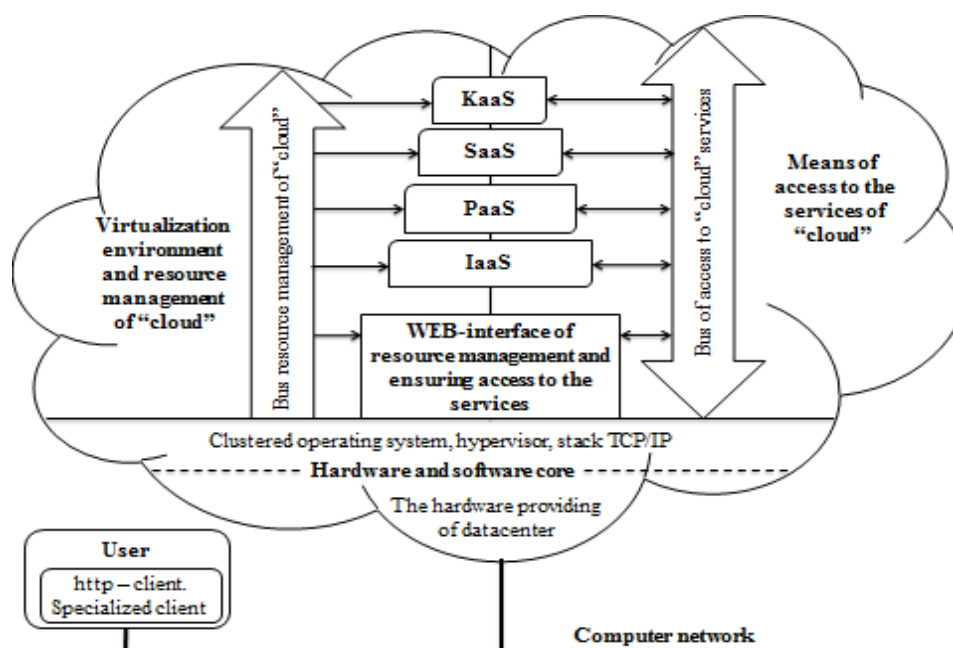 KaaS
SaaS
PaaS
IaaS
WEB-interface of
resource management and
ensuring access to the
services
Bus resource management of “cloud”
Bus of access to “cloud” services
Virtualization
environment
and resource
management
of “cloud”
Means of
access to the
services of
“cloud”
Clustered operating system, hypervisor, stack TCP/IP
Hardware and software core
The hardware providing
of datacenter
User
http – client.
Specialized client
Computer network